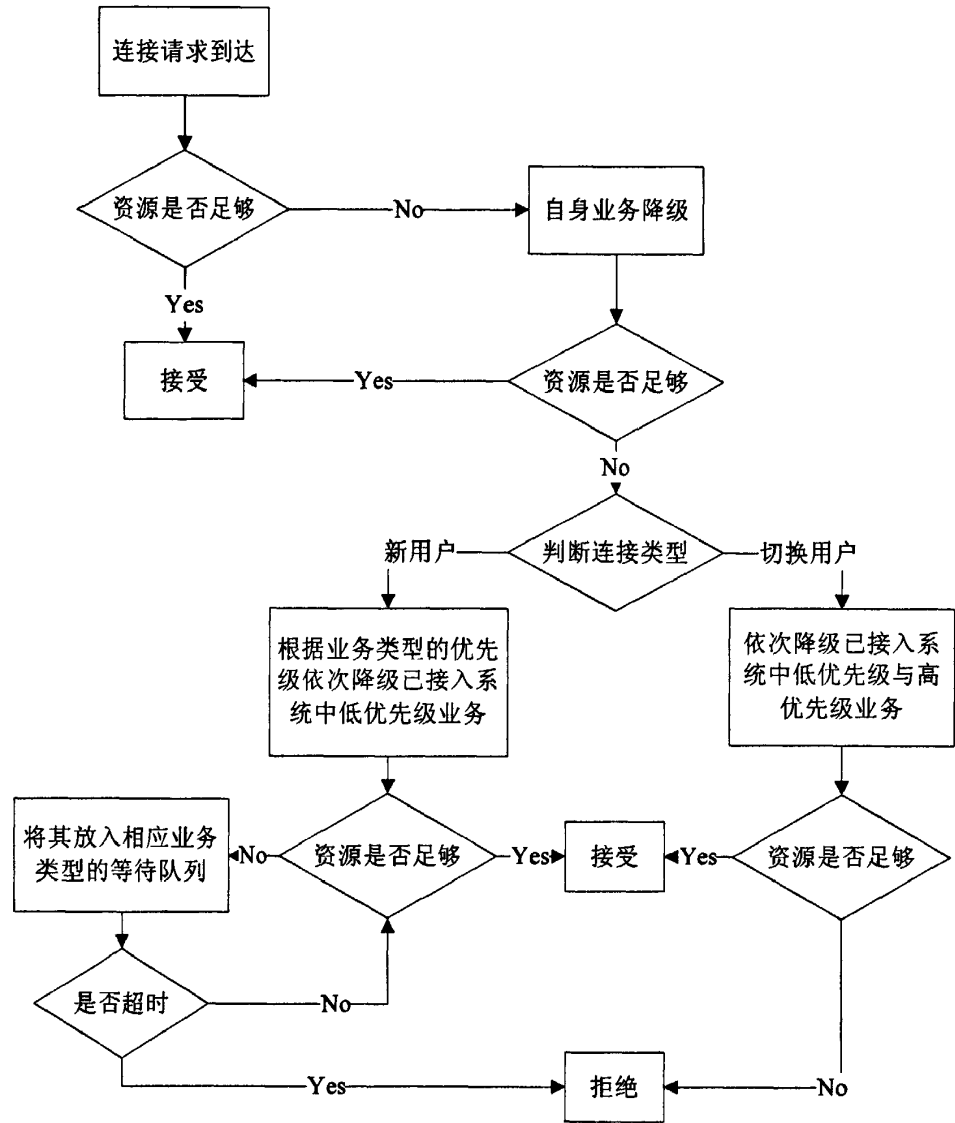 连接请求到达
资源是否足够
No
自身业务降级
Yes
接受
Yes
资源是否足够
No
新用户
判断连接类型
切换用户
根据业务类型的优先
级依次降级已接入系
统中低优先级业务
依次降级已接入系
统中低优先级与高
优先级业务
将其放入相应业务
类型的等待队列
No
资源是否足够
Yes
接受
Yes
资源是否足够
是否超时
No
Yes
拒绝
No